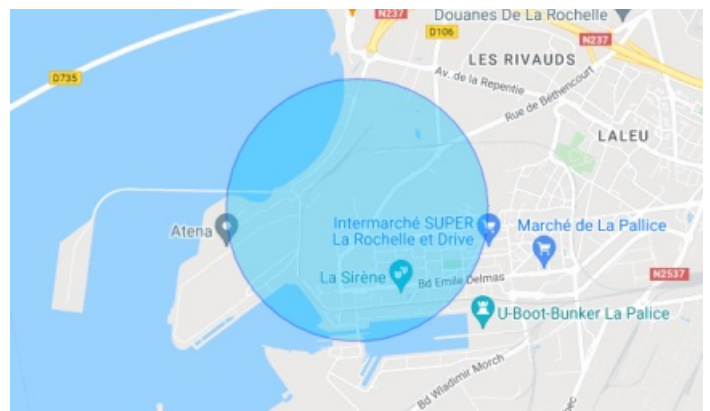 N237
Douanes De La Rochelle
D106
N237
LES RIVAUDS
D735
Av. de la Repentie
Rue de Béthencourt
LALEU
Atena
Intermarché SUPER
La Rochelle et Drive
Marché de La Pallice
La Sirène
Bd Emile Delmas
N2537
U-Boot-Bunker La Palice
Bd Wladimir Morch